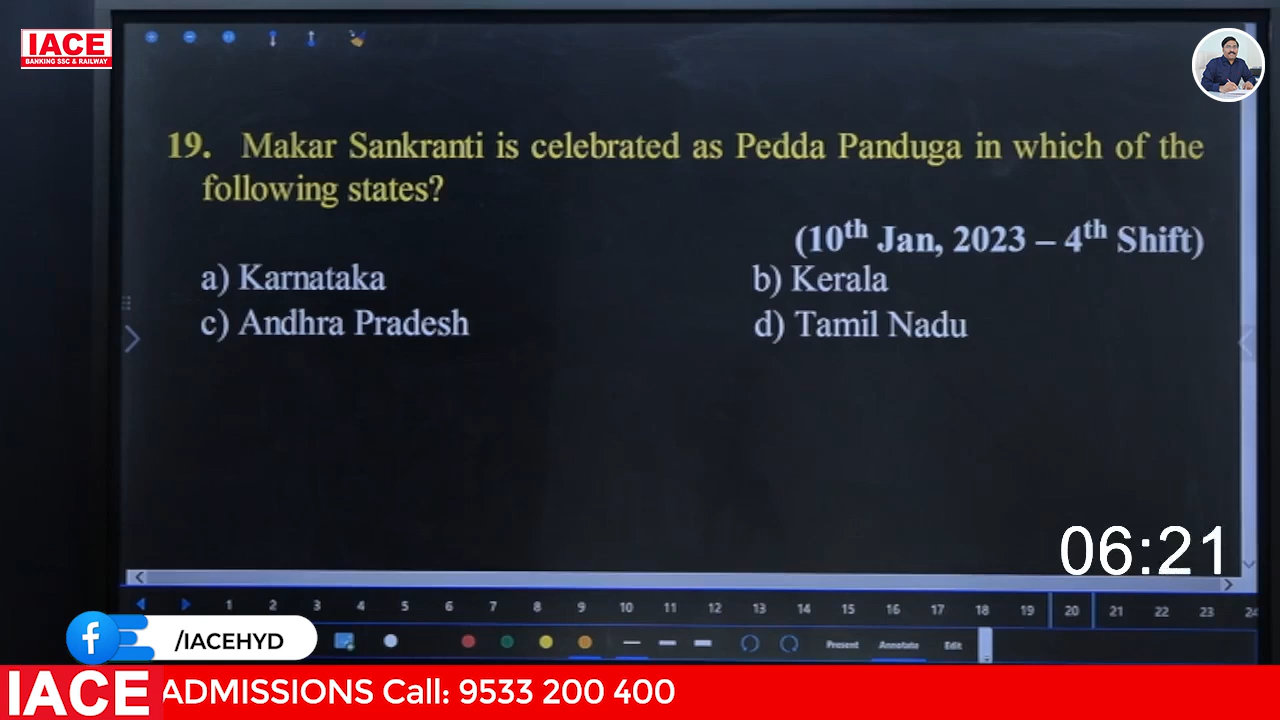 IACE
BANKING SSC & RAILWAY
19. Makar Sankranti is celebrated as Pedda Panduga in which of the
following states?
(10th Jan, 2023 – 4th Shift)
a) Karnataka b) Kerala
c) Andhra Pradesh d) Tamil Nadu
06:21
1 2 3 4 5 6 7 8 9 10 11 12 13 14 15 16 17 18 19 20 21 22 23 24
/IACEHYD
Present Annotate Edit
IACE ADMISSIONS Call: 9533 200 400